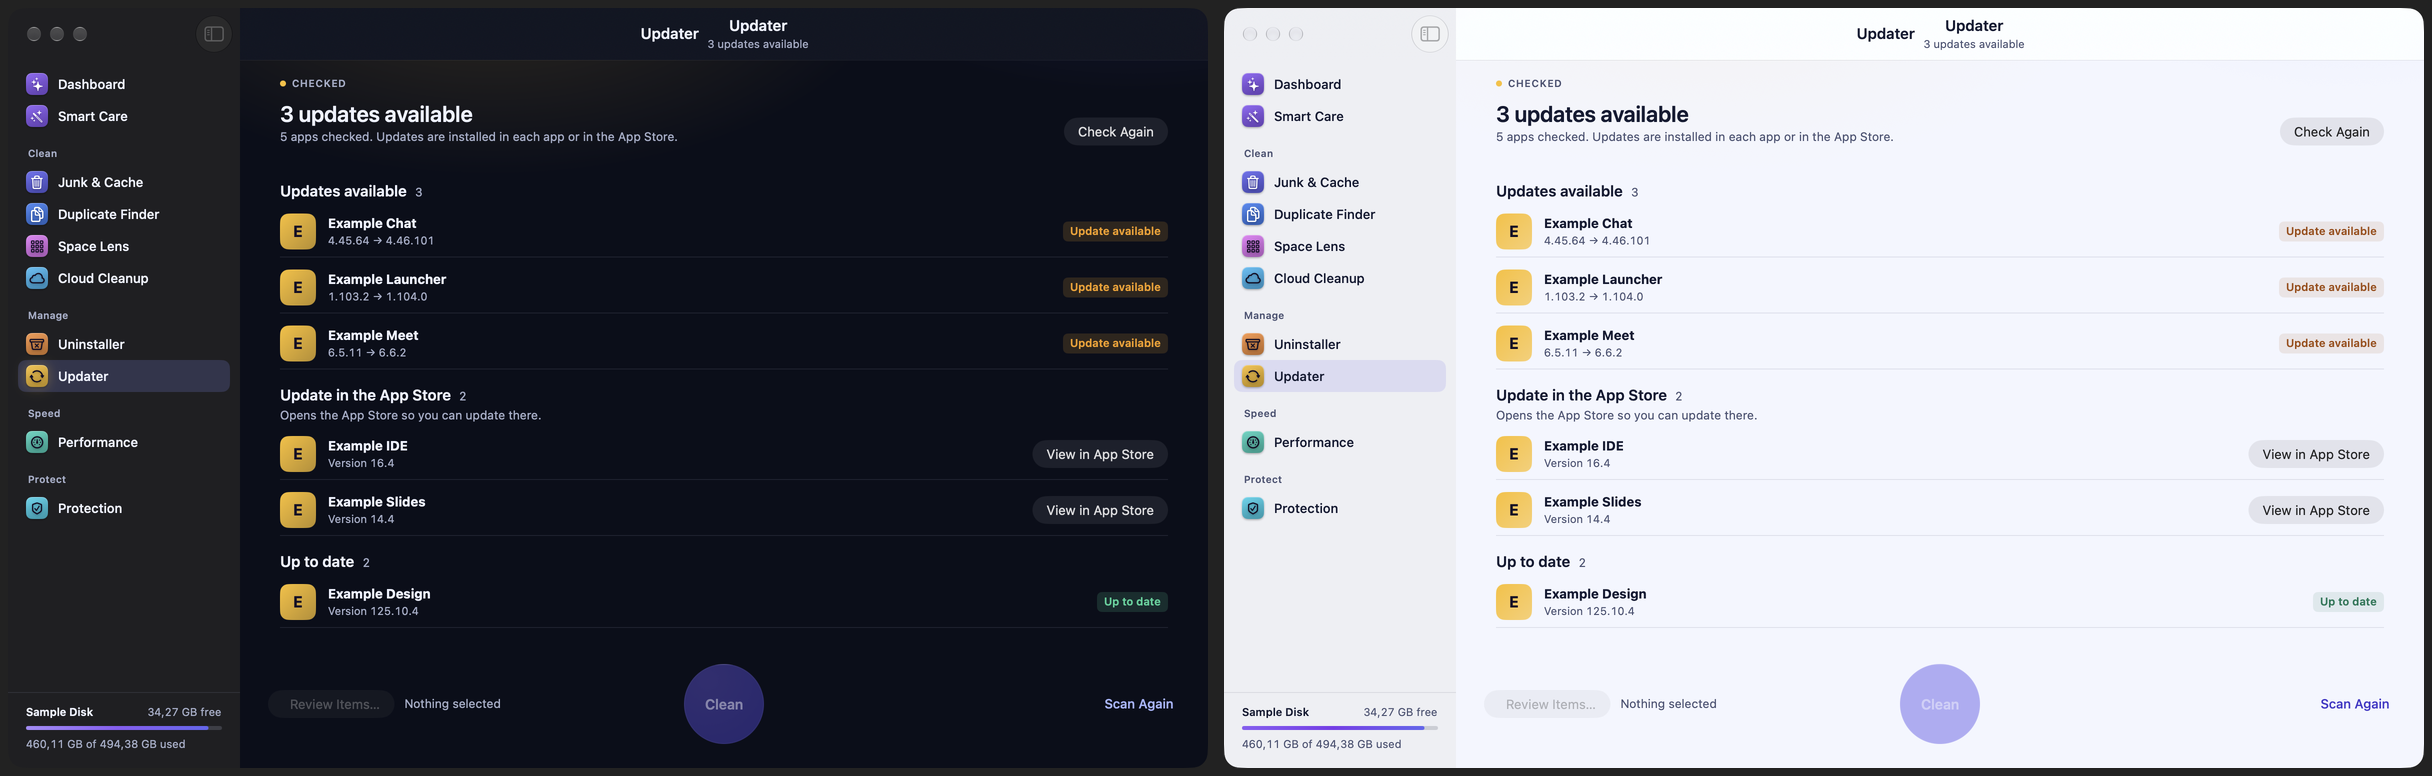 Updater
Updater
3 updates available
Dashboard
Smart Care
Clean
Junk & Cache
Duplicate Finder
Space Lens
Cloud Cleanup
Manage
Uninstaller
Updater
Speed
Performance
Protect
Protection
Sample Disk 34,27 GB free
460,11 GB of 494,38 GB used
CHECKED
3 updates available
5 apps checked. Updates are installed in each app or in the App Store.
Check Again
Updates available 3
E
Example Chat
4.45.64 → 4.46.101
Update available
E
Example Launcher
1.103.2 → 1.104.0
Update available
E
Example Meet
6.5.11 → 6.6.2
Update available
Update in the App Store 2
Opens the App Store so you can update there.
E
Example IDE
Version 16.4
View in App Store
E
Example Slides
Version 14.4
View in App Store
Up to date 2
E
Example Design
Version 125.10.4
Up to date
Review Items...
Nothing selected
Clean
Scan Again
Updater
Updater
3 updates available
Dashboard
Smart Care
Clean
Junk & Cache
Duplicate Finder
Space Lens
Cloud Cleanup
Manage
Uninstaller
Updater
Speed
Performance
Protect
Protection
Sample Disk 34,27 GB free
460,11 GB of 494,38 GB used
CHECKED
3 updates available
5 apps checked. Updates are installed in each app or in the App Store.
Check Again
Updates available 3
E
Example Chat
4.45.64 → 4.46.101
Update available
E
Example Launcher
1.103.2 → 1.104.0
Update available
E
Example Meet
6.5.11 → 6.6.2
Update available
Update in the App Store 2
Opens the App Store so you can update there.
E
Example IDE
Version 16.4
View in App Store
E
Example Slides
Version 14.4
View in App Store
Up to date 2
E
Example Design
Version 125.10.4
Up to date
Review Items...
Nothing selected
Clean
Scan Again